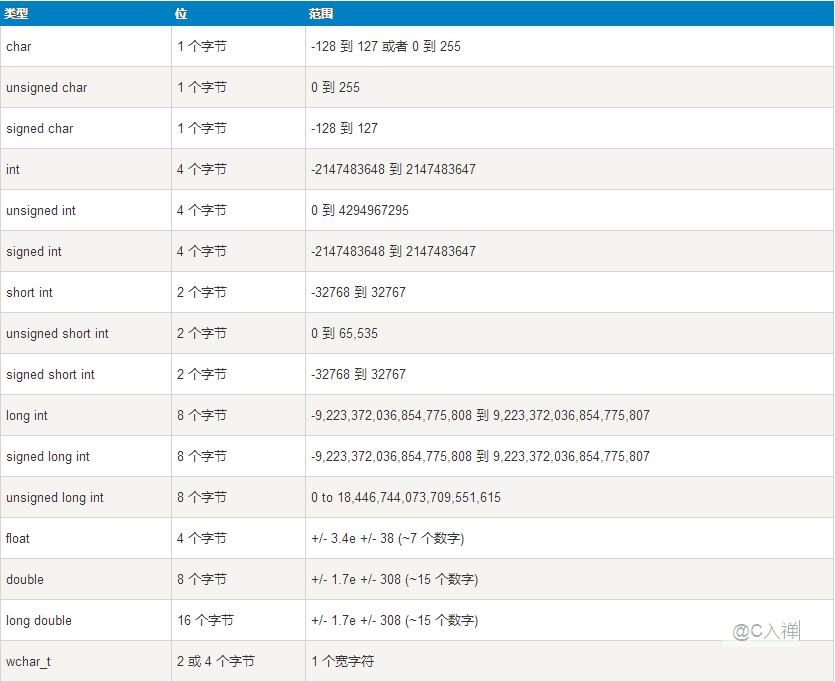 类型 位 范围
char 1 个字节 -128 到 127 或者 0 到 255
unsigned char 1 个字节 0 到 255
signed char 1 个字节 -128 到 127
int 4 个字节 -2147483648 到 2147483647
unsigned int 4 个字节 0 到 4294967295
signed int 4 个字节 -2147483648 到 2147483647
short int 2 个字节 -32768 到 32767
unsigned short int 2 个字节 0 到 65,535
signed short int 2 个字节 -32768 到 32767
long int 8 个字节 -9,223,372,036,854,775,808 到 9,223,372,036,854,775,807
signed long int 8 个字节 -9,223,372,036,854,775,808 到 9,223,372,036,854,775,807
unsigned long int 8 个字节 0 to 18,446,744,073,709,551,615
float 4 个字节 +/- 3.4e +/- 38 (~7 个数字)
double 8 个字节 +/- 1.7e +/- 308 (~15 个数字)
long double 16 个字节 +/- 1.7e +/- 308 (~15 个数字)
@C入禅
wchar_t 2 或 4 个字节 1 个宽字符